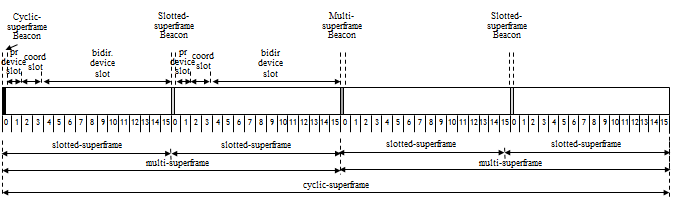 Cyclic-
superframe
Beacon
Slotted-
superframe
Beacon
Multi-
superframe
Beacon
Slotted-
superframe
Beacon
pr
device
slot
coord
slot
bidir.
device
slot
pr
device
slot
coord
slot
bidir
device
slot
0 1 2 3 4 5 6 7 8 9 10 11 12 13 14 15 0 1 2 3 4 5 6 7 8 9 10 11 12 13 14 15 0 1 2 3 4 5 6 7 8 9 10 11 12 13 14 15 0 1 2 3 4 5 6 7 8 9 10 11 12 13 14 15
slotted-superframe slotted-superframe slotted-superframe slotted-superframe
multi-superframe multi-superframe
cyclic-superframe